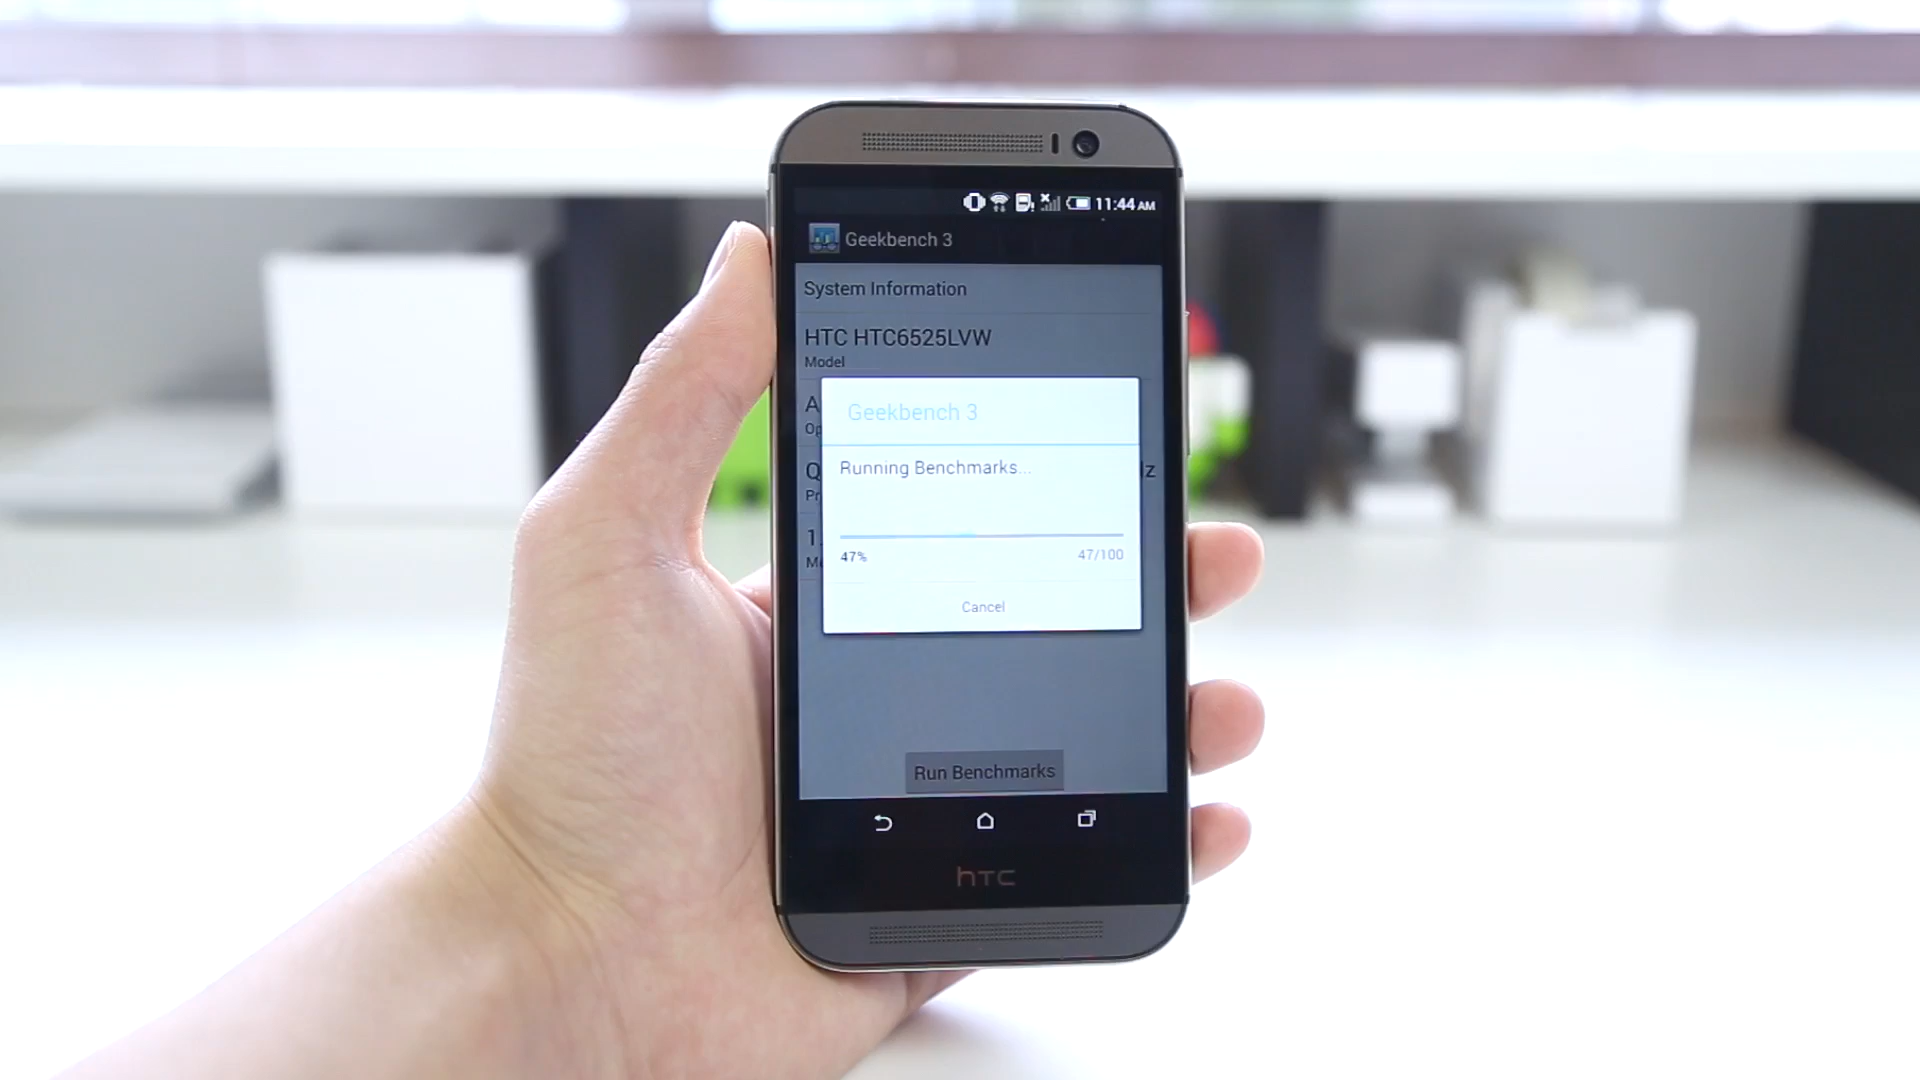 11:44 AM
Geekbench 3
System Information
HTC HTC6525LVW
Model
Geekbench 3
Running Benchmarks...
47%
47/100
Cancel
Run Benchmarks
hTC